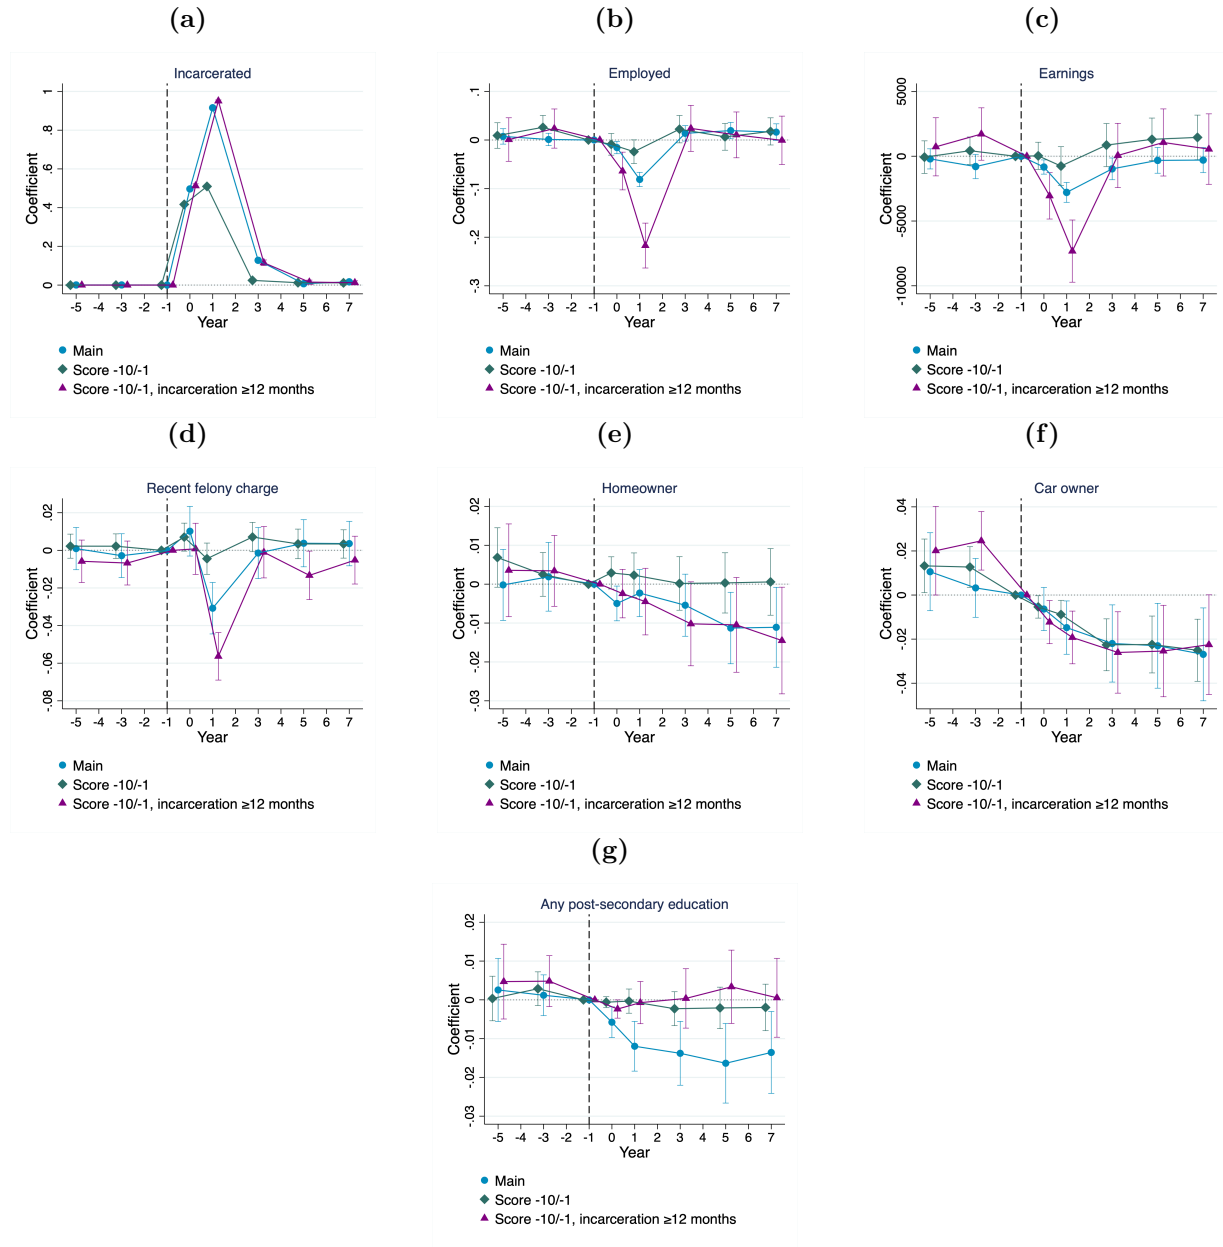 (a)
Incarcerated
Coefficient
1
.8
.6
.4
.2
0
-5 -4 -3 -2 -1 0 1 2 3 4 5 6 7
Year
Main
Score -10/-1
Score -10/-1, incarceration ≥12 months
(b)
Employed
Coefficient
.1
0
-.1
-.2
-.3
-5 -4 -3 -2 -1 0 1 2 3 4 5 6 7
Year
Main
Score -10/-1
Score -10/-1, incarceration ≥12 months
(c)
Earnings
Coefficient
5000
0
-5000
-10000
-5 -4 -3 -2 -1 0 1 2 3 4 5 6 7
Year
Main
Score -10/-1
Score -10/-1, incarceration ≥12 months
(d)
Recent felony charge
Coefficient
.02
0
-.02
-.04
-.06
-.08
-5 -4 -3 -2 -1 0 1 2 3 4 5 6 7
Year
Main
Score -10/-1
Score -10/-1, incarceration ≥12 months
(e)
Homeowner
Coefficient
.02
.01
0
-.01
-.02
-.03
-5 -4 -3 -2 -1 0 1 2 3 4 5 6 7
Year
Main
Score -10/-1
Score -10/-1, incarceration ≥12 months
(f)
Car owner
Coefficient
.04
.02
0
-.02
-.04
-5 -4 -3 -2 -1 0 1 2 3 4 5 6 7
Year
Main
Score -10/-1
Score -10/-1, incarceration ≥12 months
(g)
Any post-secondary education
Coefficient
.02
.01
0
-.01
-.02
-.03
-5 -4 -3 -2 -1 0 1 2 3 4 5 6 7
Year
Main
Score -10/-1
Score -10/-1, incarceration ≥12 months